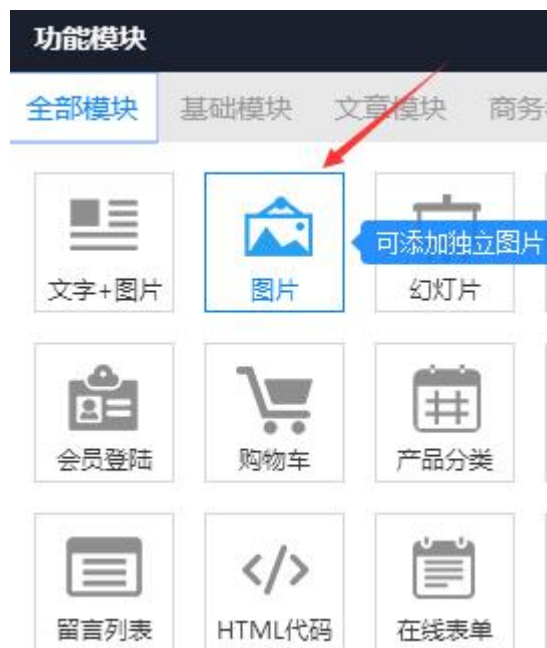 功能模块
全部模块 基础模块 文章模块 商务
文字+图片 图片 幻灯片
可添加独立图片
会员登陆 购物车 产品分类
留言列表 HTML代码 在线表单